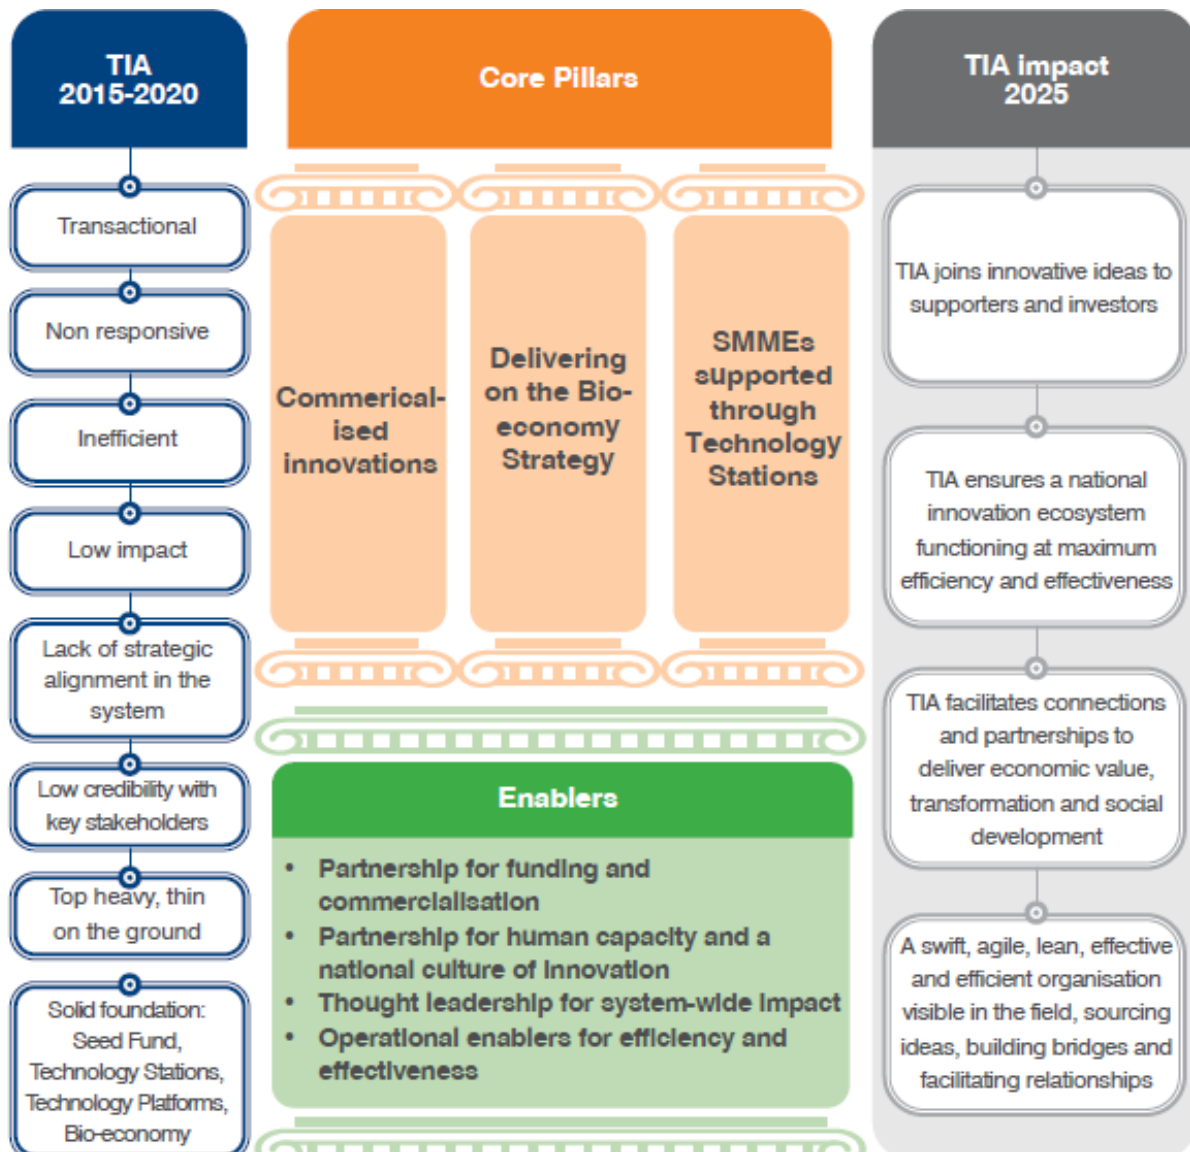 TIA
2015-2020
Transactional
Non responsive
Inefficient
Low impact
Lack of strategic
alignment in the
system
Low credibility with
key stakeholders
Top heavy, thin
on the ground
Solid foundation:
Seed Fund,
Technology Stations,
Technology Platforms,
Bio-economy
Core Pillars
Commerical-
ised
innovations
Delivering
on the Bio-
economy
Strategy
SMMEs
supported
through
Technology
Stations
Enablers
• Partnership for funding and
commercialisation
• Partnership for human capacity and a
national culture of innovation
• Thought leadership for system-wide impact
• Operational enablers for efficiency and
effectiveness
TIA impact
2025
TIA joins innovative ideas to
supporters and investors
TIA ensures a national
innovation ecosystem
functioning at maximum
efficiency and effectiveness
TIA facilitates connections
and partnerships to
deliver economic value,
transformation and social
development
A swift, agile, lean, effective
and efficient organisation
visible in the field, sourcing
ideas, building bridges and
facilitating relationships